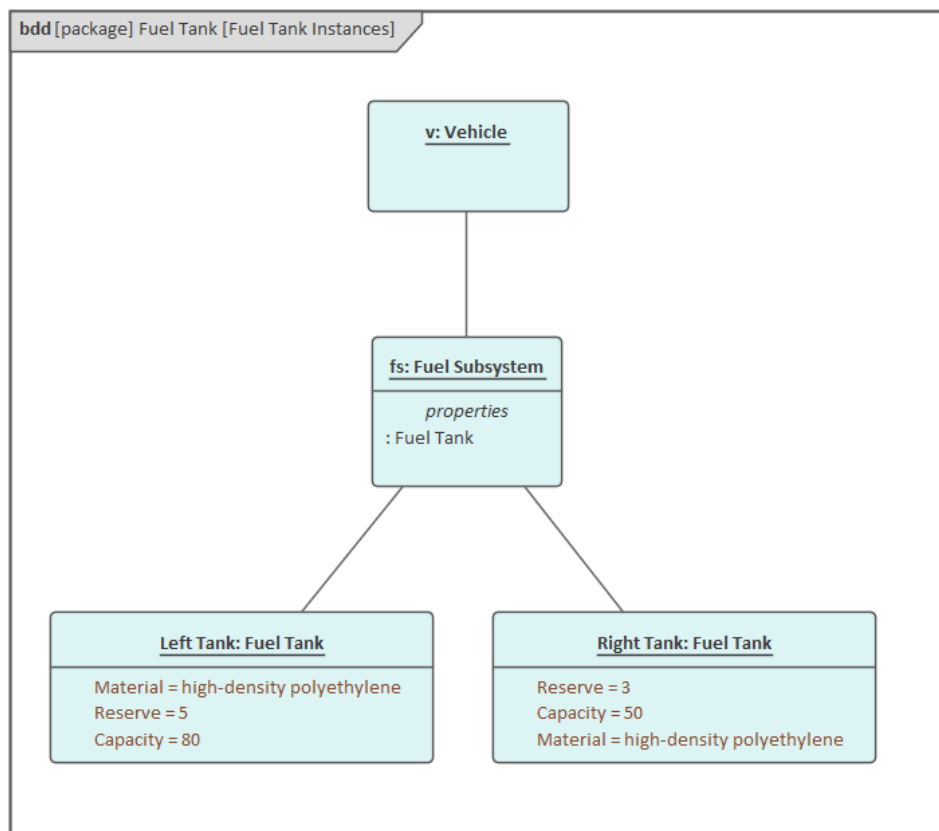 bdd [package] Fuel Tank [Fuel Tank Instances]
v: Vehicle
fs: Fuel Subsystem
properties
: Fuel Tank
Left Tank: Fuel Tank
Material = high-density polyethylene
Reserve = 5
Capacity = 80
Right Tank: Fuel Tank
Reserve = 3
Capacity = 50
Material = high-density polyethylene